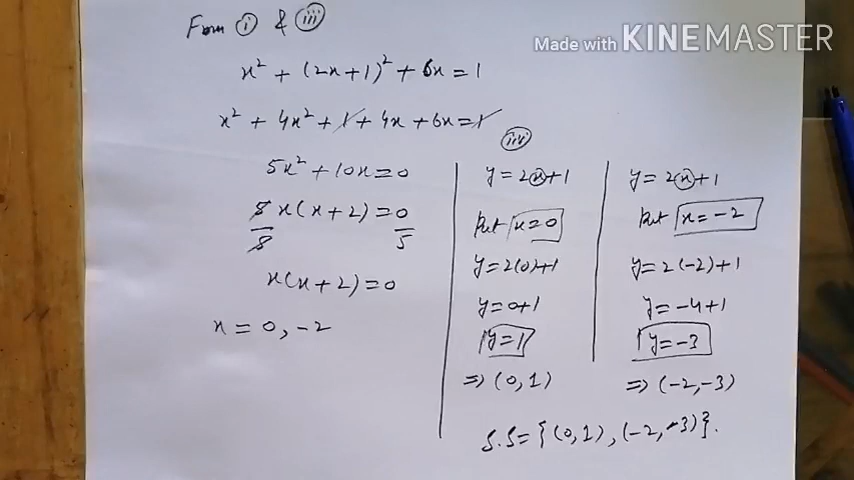 From (i) & (iii)
Made with KINEMASTER
x² + (2x+1)² + 6x = 1
x² + 4x² + 1 + 4x + 6x = 1
5x² + 10x = 0
5x(x+2) = 0
5 5
x(x+2) = 0
x = 0, -2
(iii)
y = 2x+1
Put x = 0
y = 2(0)+1
y = 0+1
y = 1
=> (0, 1)
y = 2x+1
Put x = -2
y = 2(-2)+1
y = -4+1
y = -3
=> (-2, -3)
S.S = {(0,1), (-2,-3)}.